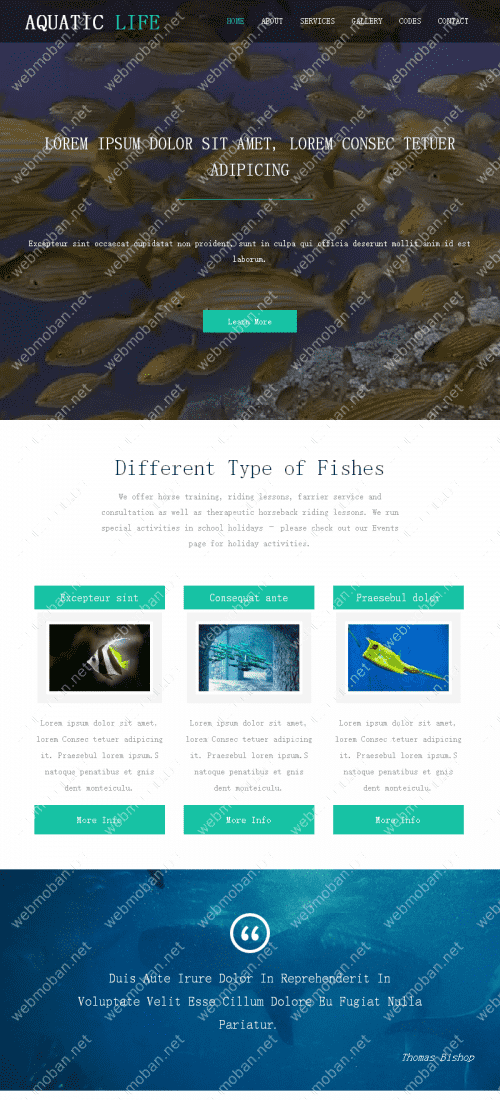 AQUATIC LIFE
HOME ABOUT SERVICES GALLERY CODES CONTACT
LOREM IPSUM DOLOR SIT AMET, LOREM CONSEC TETUER
ADIPICING
Excepteur sint occaecat cupidatat non proident, sunt in culpa qui officia deserunt mollit anim id est
laborum.
Learn More
Different Type of Fishes
We offer horse training, riding lessons, farrier service and
consultation as well as therapeutic horseback riding lessons. We run
special activities in school holidays – please check out our Events
page for holiday activities.
Excepteur sint
Consequat ante
Praesebul dolor
Lorem ipsum dolor sit amet,
lorem Consec tetuer adipicing
it. Praesebul lorem ipsum.S
natoque penatibus et gnis
dent monteiculu.
Lorem ipsum dolor sit amet,
lorem Consec tetuer adipicing
it. Praesebul lorem ipsum.S
natoque penatibus et gnis
dent monteiculu.
Lorem ipsum dolor sit amet,
lorem Consec tetuer adipicing
it. Praesebul lorem ipsum.S
natoque penatibus et gnis
dent monteiculu.
More Info
More Info
More Info
Duis Aute Irure Dolor In Reprehenderit In
Voluptate Velit Esse Cillum Dolore Eu Fugiat Nulla
Pariatur.
Thomas Bishop
webmoban.net